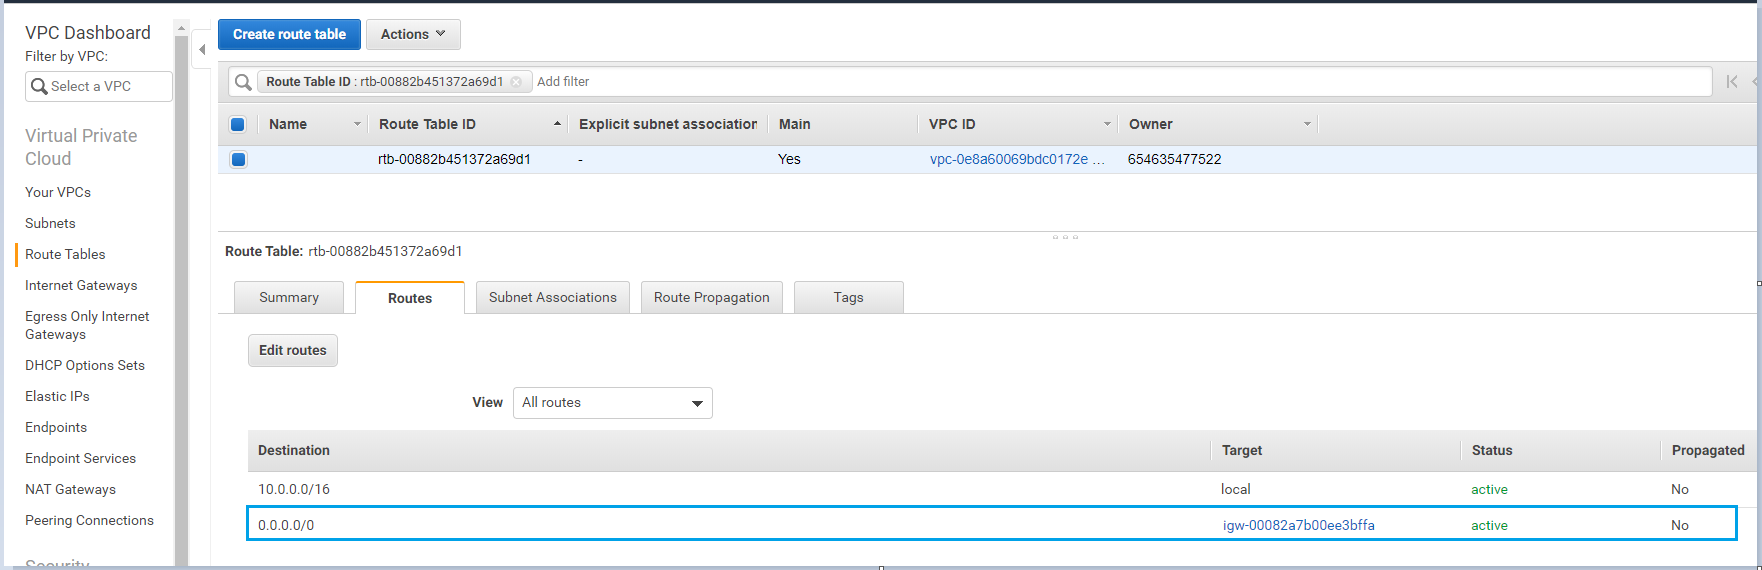 VPC Dashboard
Filter by VPC:
Select a VPC
Virtual Private
Cloud
Your VPCs
Subnets
Route Tables
Internet Gateways
Egress Only Internet
Gateways
DHCP Options Sets
Elastic IPs
Endpoints
Endpoint Services
NAT Gateways
Peering Connections
Security
Create route table Actions
Route Table ID : rtb-00882b451372a69d1 Add filter
Name Route Table ID Explicit subnet association Main VPC ID Owner
rtb-00882b451372a69d1 - Yes vpc-0e8a60069bdc0172e ... 654635477522
Route Table: rtb-00882b451372a69d1
Summary Routes Subnet Associations Route Propagation Tags
Edit routes
View All routes
Destination Target Status Propagated
10.0.0.0/16 local active No
0.0.0.0/0 igw-00082a7b00ee3bffa active No